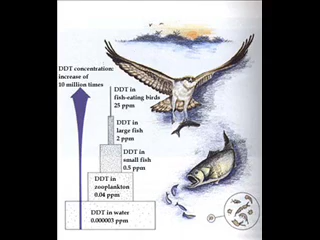 DDT concentration:
increase of
10 million times
DDT in
fish-eating birds
25 ppm
DDT in
large fish
2 ppm
DDT in
small fish
0.5 ppm
DDT in
zooplankton
0.04 ppm
DDT in water
0.000003 ppm